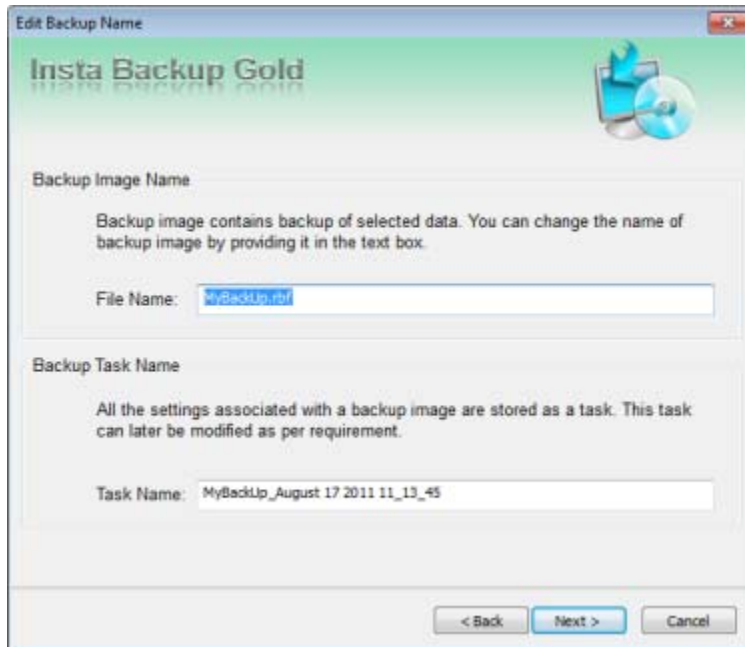 Edit Backup Name
Insta Backup Gold
Backup Image Name
Backup image contains backup of selected data. You can change the name of
backup image by providing it in the text box.
File Name: MyBackUp.rbf
Backup Task Name
All the settings associated with a backup image are stored as a task. This task
can later be modified as per requirement.
Task Name: MyBackUp_August 17 2011 11_13_45
< Back Next > Cancel